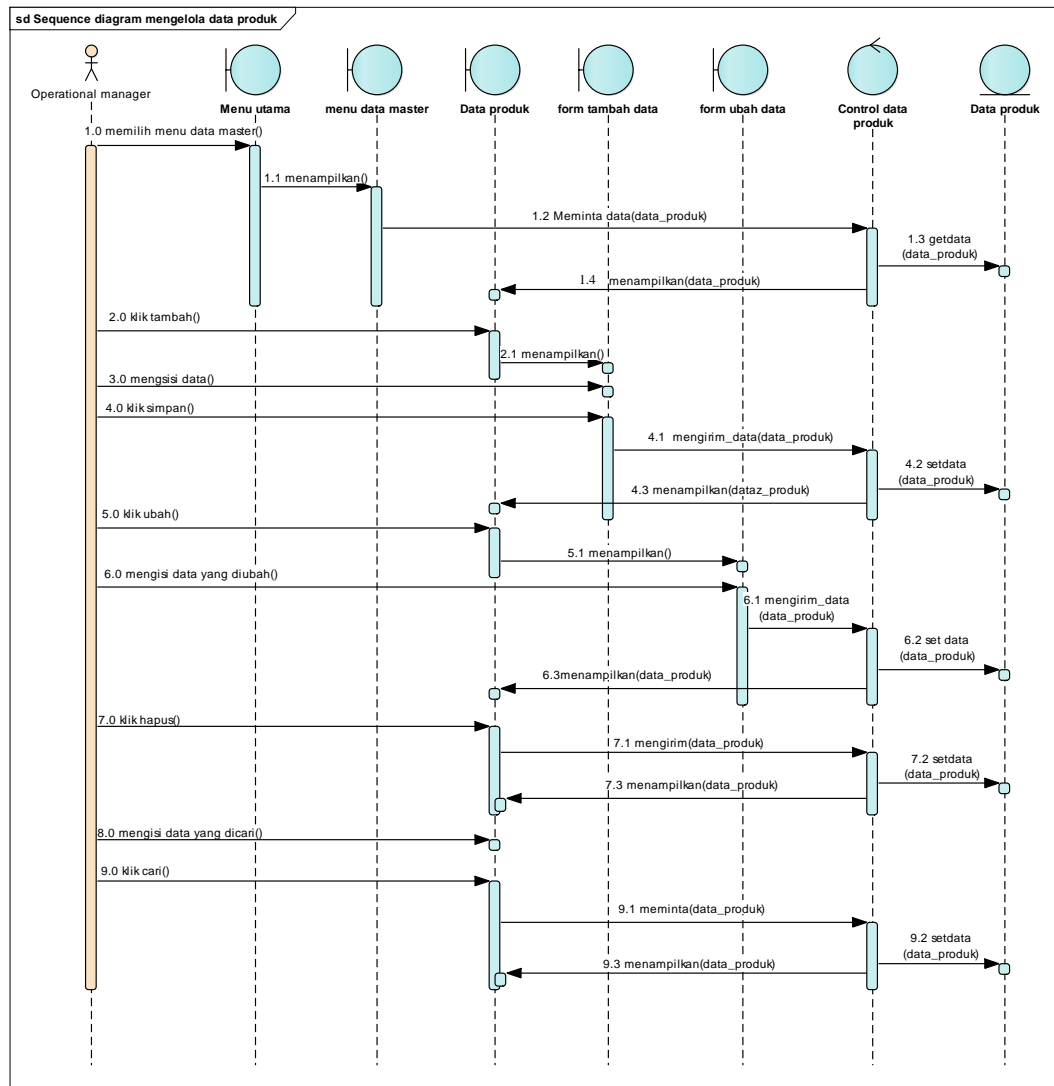 sd Sequence diagram mengelola data produk
Operational manager
Menu utama
menu data master
Data produk
form tambah data
form ubah data
Control data
produk
Data produk
1.0 memilih menu data master()
1.1 menampilkan()
1.2 Meminta data(data_produk)
1.3 getdata
(data_produk)
1.4 menampilkan(data_produk)
2.0 klik tambah()
2.1 menampilkan()
3.0 mengsisi data()
4.0 klik simpan()
4.1 mengirim_data(data_produk)
4.2 setdata
(data_produk)
4.3 menampilkan(dataz_produk)
5.0 klik ubah()
5.1 menampilkan()
6.0 mengisi data yang diubah()
6.1 mengirim_data
(data_produk)
6.2 set data
(data_produk)
6.3menampilkan(data_produk)
7.0 klik hapus()
7.1 mengirim(data_produk)
7.2 setdata
(data_produk)
7.3 menampilkan(data_produk)
8.0 mengisi data yang dicari()
9.0 klik cari()
9.1 meminta(data_produk)
9.2 setdata
(data_produk)
9.3 menampilkan(data_produk)